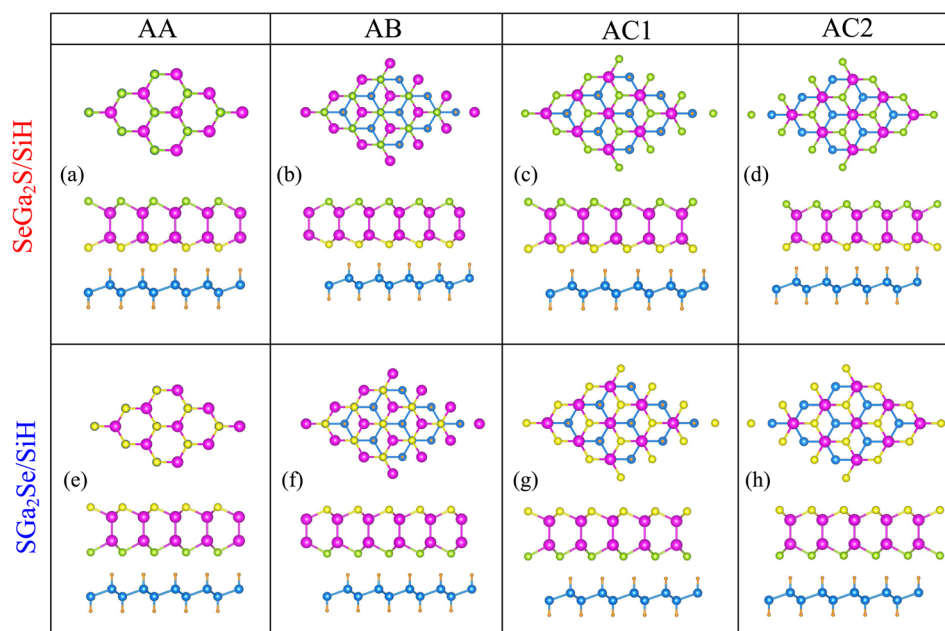 AA AB AC1 AC2
SeGa₂S/SiH
(a) (b) (c) (d)
SGa₂Se/SiH
(e) (f) (g) (h)